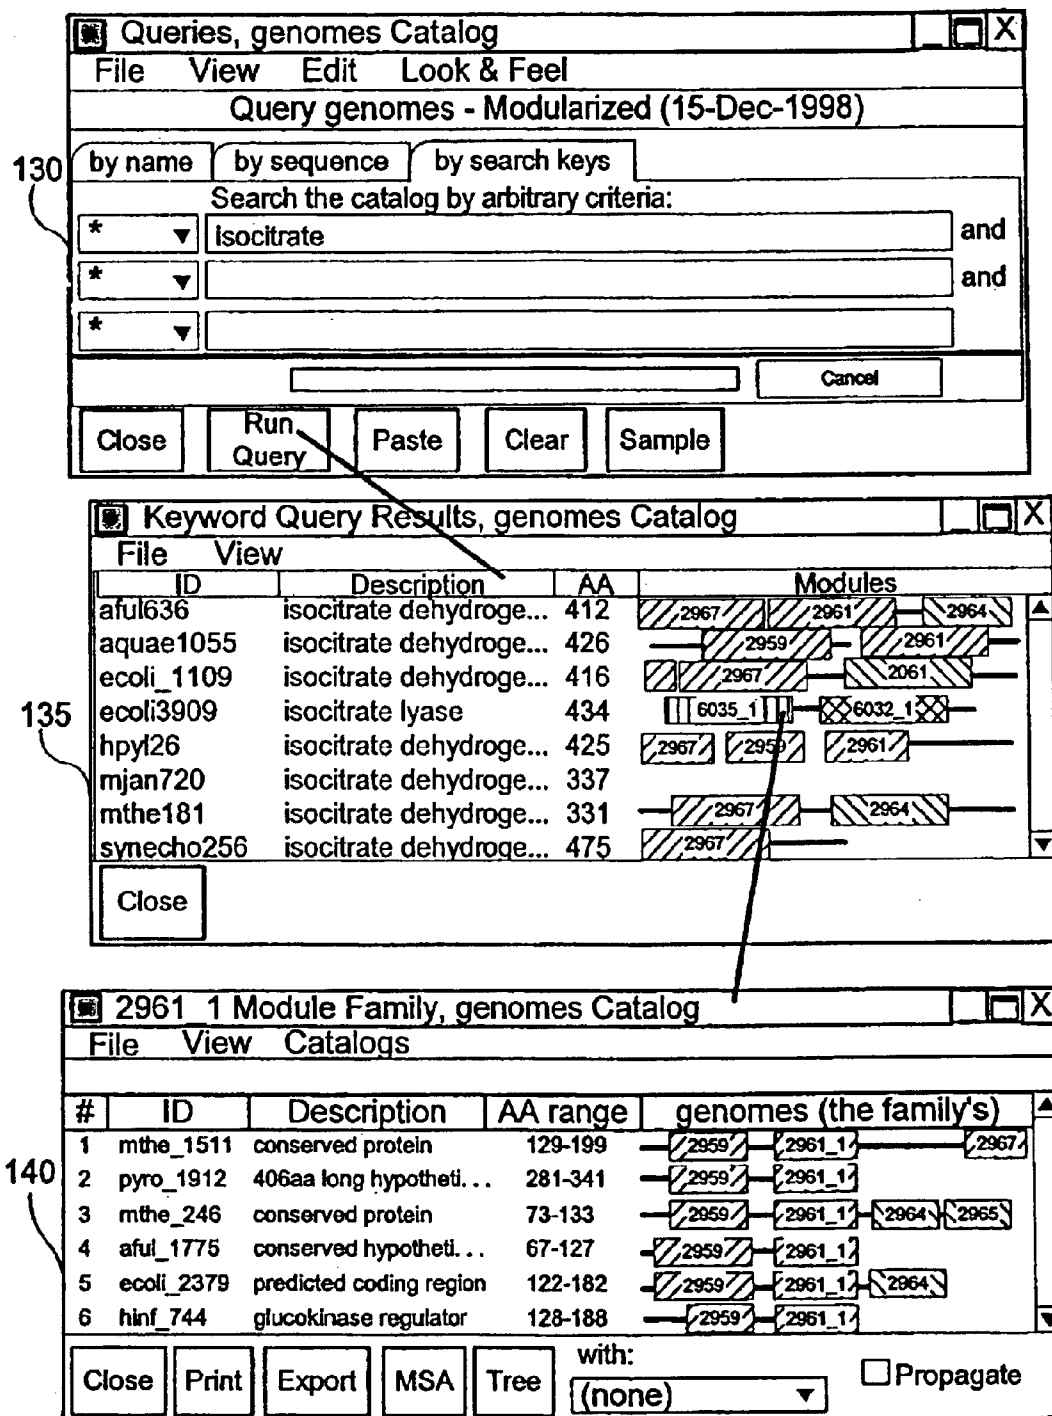 Queries, genomes Catalog _ X
File View Edit Look & Feel
Query genomes - Modularized (15-Dec-1998)
130
by name by sequence by search keys
Search the catalog by arbitrary criteria:
* isocitrate and
* and
*
Cancel
Close Run Query Paste Clear Sample
Keyword Query Results, genomes Catalog _ X
File View
ID Description AA Modules
aful636 isocitrate dehydroge... 412 2967 2961 2964
aquae1055 isocitrate dehydroge... 426 2959 2961
ecoli_1109 isocitrate dehydroge... 416 2967 2061
135
ecoli3909 isocitrate lyase 434 6035_1 6032_1
hpyl26 isocitrate dehydroge... 425 2967 2959 2961
mjan720 isocitrate dehydroge... 337
mthe181 isocitrate dehydroge... 331 2967 2964
synecho256 isocitrate dehydroge... 475 2967
Close
2961_1 Module Family, genomes Catalog _ X
File View Catalogs
# ID Description AA range genomes (the family's)
1 mthe_1511 conserved protein 129-199 2959 2961_1 2967
140
2 pyro_1912 406aa long hypotheti... 281-341 2959 2961_1
3 mthe_246 conserved protein 73-133 2959 2961_1 2964 2965
4 aful_1775 conserved hypotheti... 67-127 2959 2961_1
5 ecoli_2379 predicted coding region 122-182 2959 2961_1 2964
6 hinf_744 glucokinase regulator 128-188 2959 2961_1
Close Print Export MSA Tree with: (none) Propagate